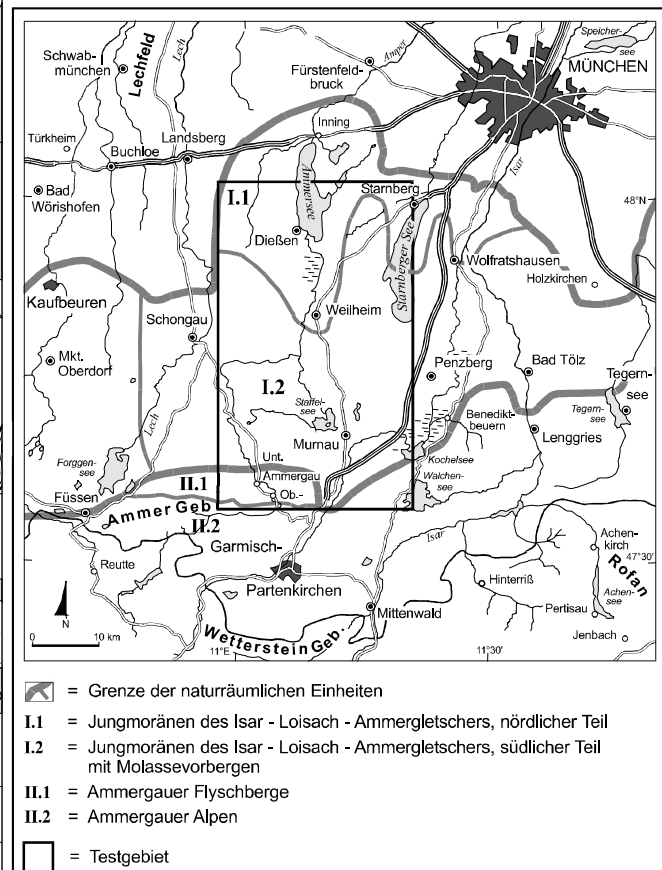 Speicher-
see
Schwab-
münchen
Lechfeld
Lech
Amper
Fürstenfeld-
bruck
MÜNCHEN
Türkheim
Inning
Buchloe
Landsberg
Isar
Bad
Wörishofen
I.1
Ammersee
Starnberg
48°N
Dießen
Starnberger See
Wolfratshausen
Holzkirchen
Kaufbeuren
Schongau
Weilheim
Mkt.
Oberdorf
I.2
Penzberg
Bad Tölz
Tegern-
see
Staffel-
see
Lech
Benedikt-
beuern
Tegern-
see
Murnau
Lenggries
Forggen-
see
Unt.
Ammergau
Ob.-
Kochelsee
Walchen-
see
II.1
Füssen
Ammer Geb
II.2
Garmisch-
Isar
Achen-
kirch
47°30
Reutte
Rofan
Partenkirchen
Hinterriß
Achen-
see
N
Mittenwald
Pertisau
0 10 km
Wetterstein Geb.
Jenbach
11°E
11°30
= Grenze der naturräumlichen Einheiten
I.1 = Jungmoränen des Isar - Loisach - Ammergletschers, nördlicher Teil
I.2 = Jungmoränen des Isar - Loisach - Ammergletschers, südlicher Teil
mit Molassevorbergen
II.1 = Ammergauer Flyschberge
II.2 = Ammergauer Alpen
= Testgebiet